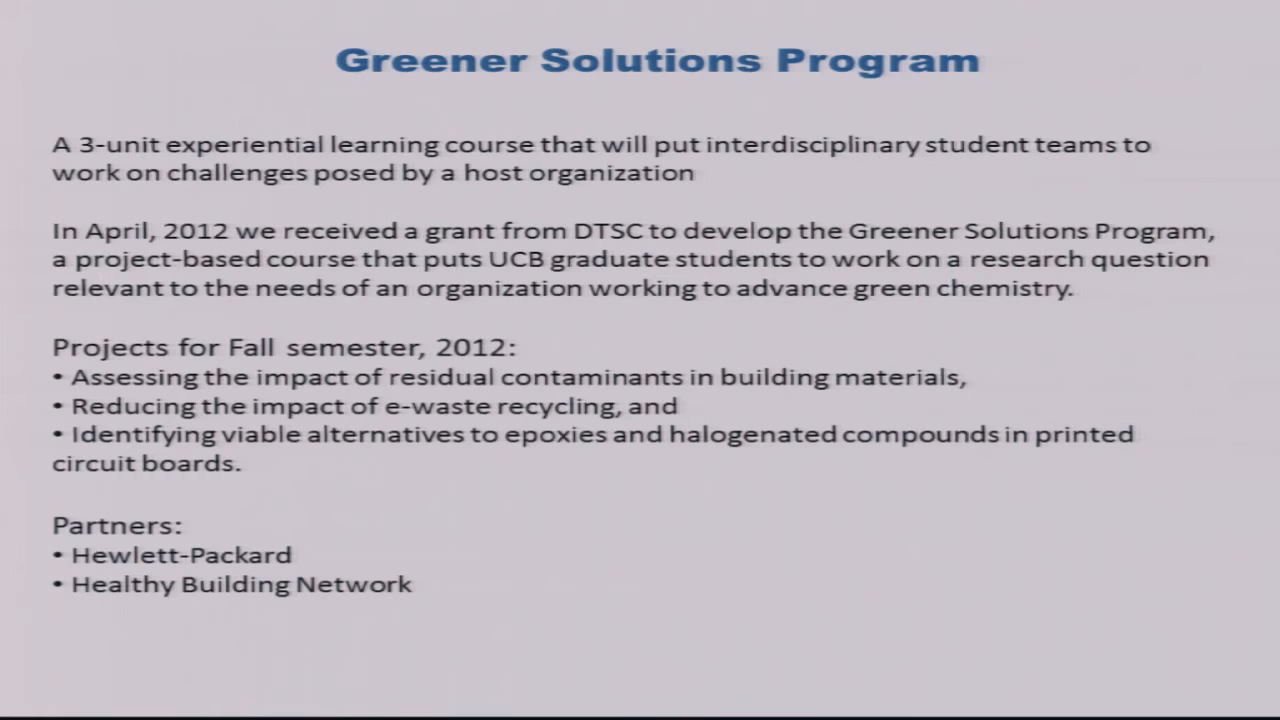 Greener Solutions Program
A 3-unit experiential learning course that will put interdisciplinary student teams to
work on challenges posed by a host organization
In April, 2012 we received a grant from DTSC to develop the Greener Solutions Program,
a project-based course that puts UCB graduate students to work on a research question
relevant to the needs of an organization working to advance green chemistry.
Projects for Fall semester, 2012:
• Assessing the impact of residual contaminants in building materials,
• Reducing the impact of e-waste recycling, and
• Identifying viable alternatives to epoxies and halogenated compounds in printed
circuit boards.
Partners:
• Hewlett-Packard
• Healthy Building Network